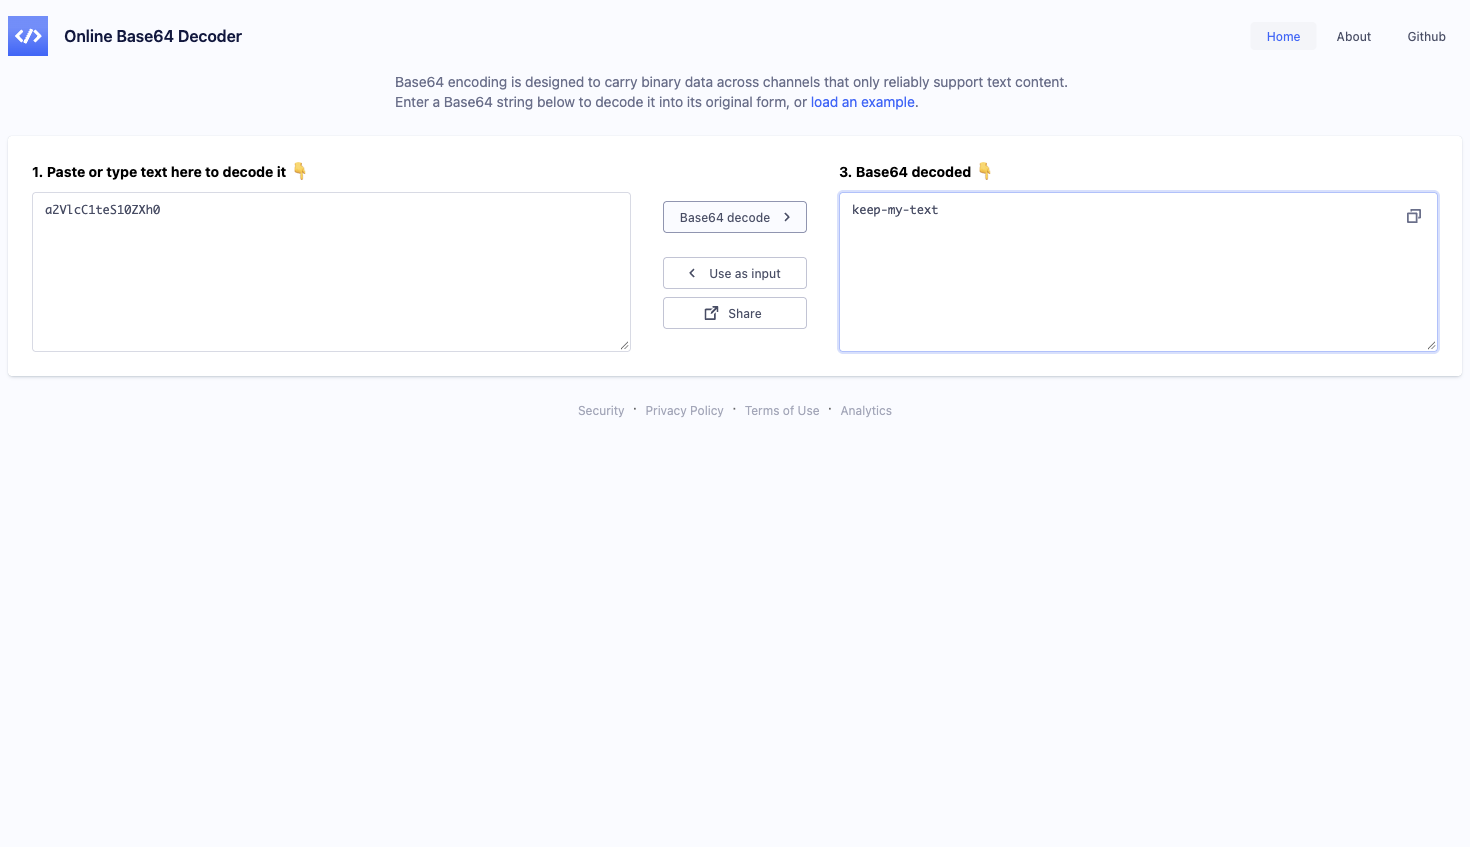 </> Online Base64 Decoder
Home About Github
Base64 encoding is designed to carry binary data across channels that only reliably support text content.
Enter a Base64 string below to decode it into its original form, or load an example.
1. Paste or type text here to decode it 👇
a2VlcC1teS10ZXh0
Base64 decode
Use as input
Share
3. Base64 decoded 👇
keep-my-text
Security · Privacy Policy · Terms of Use · Analytics